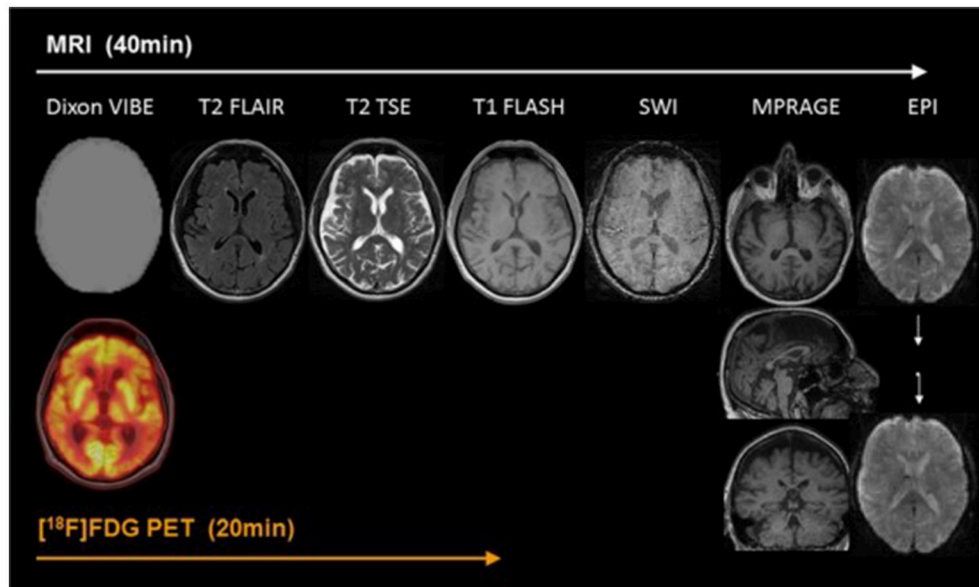 MRI (40min)
Dixon VIBE T2 FLAIR T2 TSE T1 FLASH SWI MPRAGE EPI
[¹⁸F]FDG PET (20min)